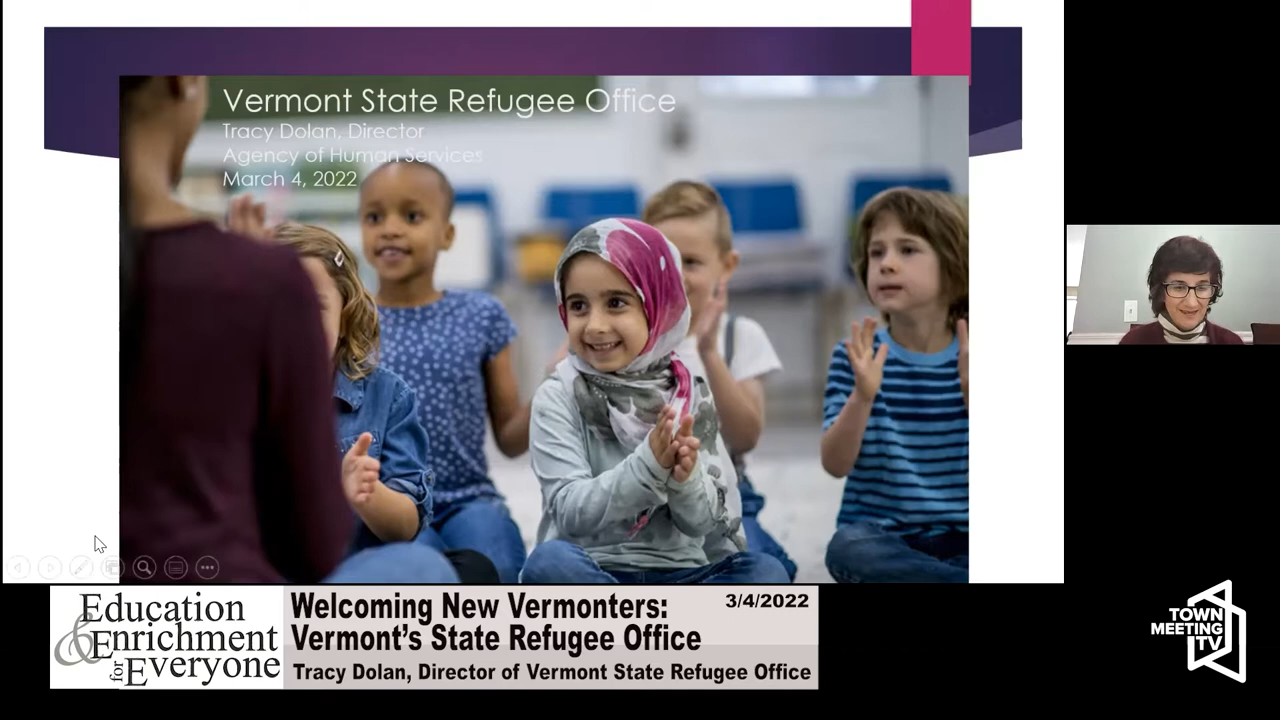 Vermont State Refugee Office
Tracy Dolan, Director
Agency of Human Services
March 4, 2022
Education
& Enrichment
for Everyone
Welcoming New Vermonters:
3/4/2022
Vermont's State Refugee Office
Tracy Dolan, Director of Vermont State Refugee Office
TOWN
MEETING
TV